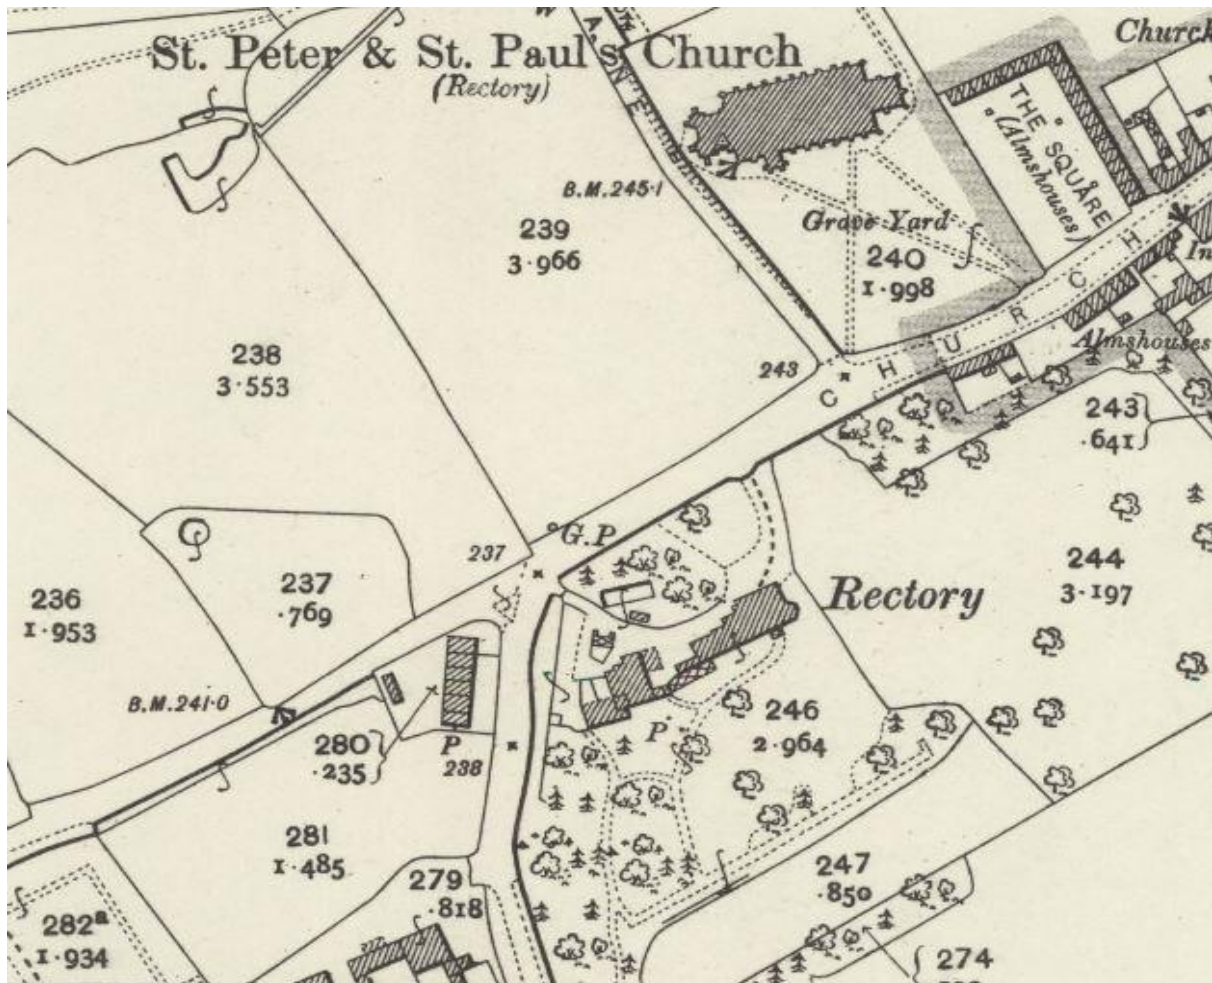 St. Peter & St. Paul's Church
(Rectory)
Church
LANE
"THE SQUARE"
(Almshouses)
B.M.245·1
239
3·966
Grave Yard
240
1·998
In
238
3·553
243
CHURCH
Almshouses
243
·641
G.P
237
237
·769
236
1·953
244
3·197
Rectory
B.M.241·0
280
·235
P
238
P
246
2·964
281
1·485
247
·850
279
·818
282a
1·934
274